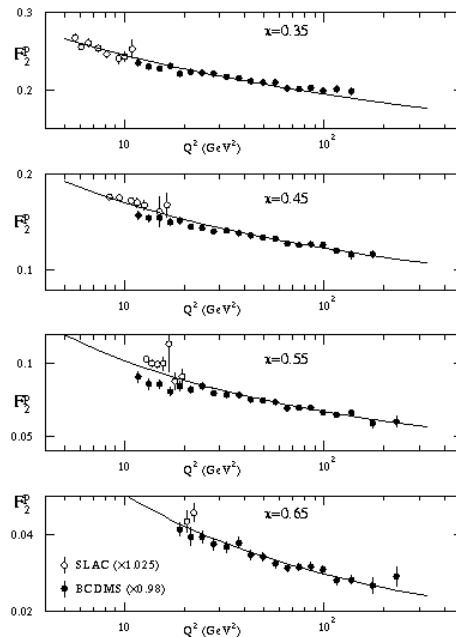 0.3
F₂ᵖ
χ=0.35
0.2
10
10²
Q² (GeV²)
0.2
F₂ᵖ
χ=0.45
0.1
10
10²
Q² (GeV²)
0.1
F₂ᵖ
χ=0.55
0.05
10
10²
Q² (GeV²)
F₂ᵖ
χ=0.65
0.04
SLAC (×1.025)
BCDMS (×0.98)
0.02
10
10²
Q² (GeV²)